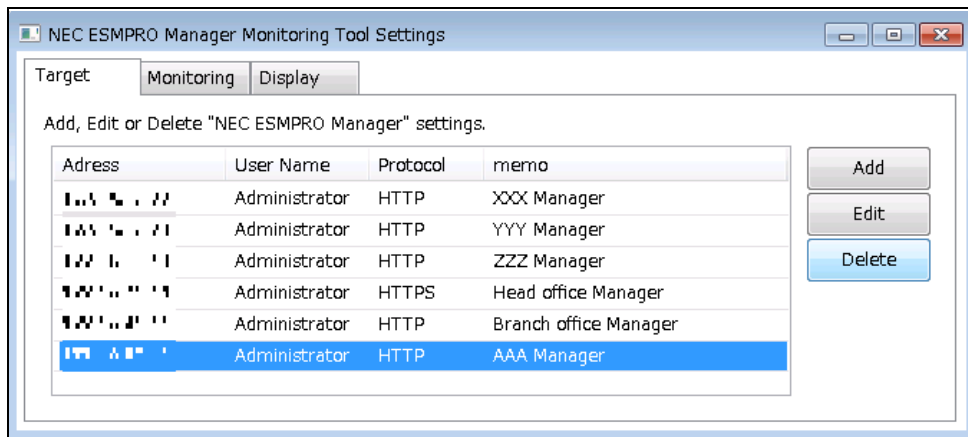 NEC ESMPRO Manager Monitoring Tool Settings
Target Monitoring Display
Add, Edit or Delete "NEC ESMPRO Manager" settings.
Adress User Name Protocol memo
Add
Administrator HTTP XXX Manager
Edit
Administrator HTTP YYY Manager
Administrator HTTP ZZZ Manager
Delete
Administrator HTTPS Head office Manager
Administrator HTTP Branch office Manager
Administrator HTTP AAA Manager